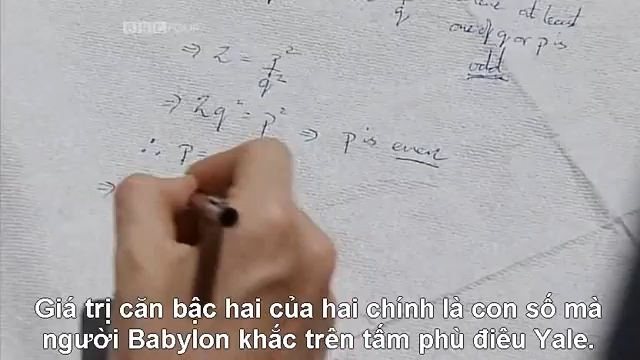 BBC FOUR
at least
one of q or p is
odd
⇒ 2 = p²/q²
⇒ 2q² = p² ⇒ p is even
∴ p =
⇒
Giá trị căn bậc hai của hai chính là con số mà
người Babylon khắc trên tấm phù điêu Yale.